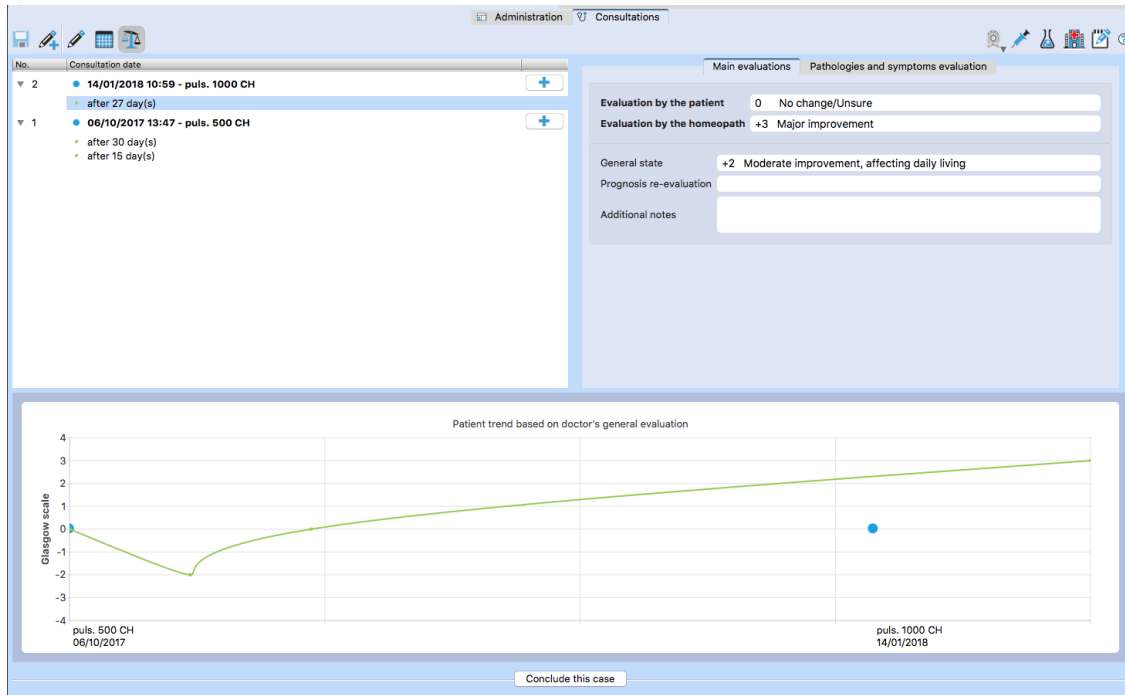 Administration Consultations
No. Consultation date
2 14/01/2018 10:59 - puls. 1000 CH
after 27 day(s)
1 06/10/2017 13:47 - puls. 500 CH
after 30 day(s)
after 15 day(s)
Main evaluations Pathologies and symptoms evaluation
Evaluation by the patient 0 No change/Unsure
Evaluation by the homeopath +3 Major improvement
General state +2 Moderate improvement, affecting daily living
Prognosis re-evaluation
Additional notes
Patient trend based on doctor's general evaluation
Glasgow scale
4
3
2
1
0
-1
-2
-3
-4
puls. 500 CH
06/10/2017
puls. 1000 CH
14/01/2018
Conclude this case